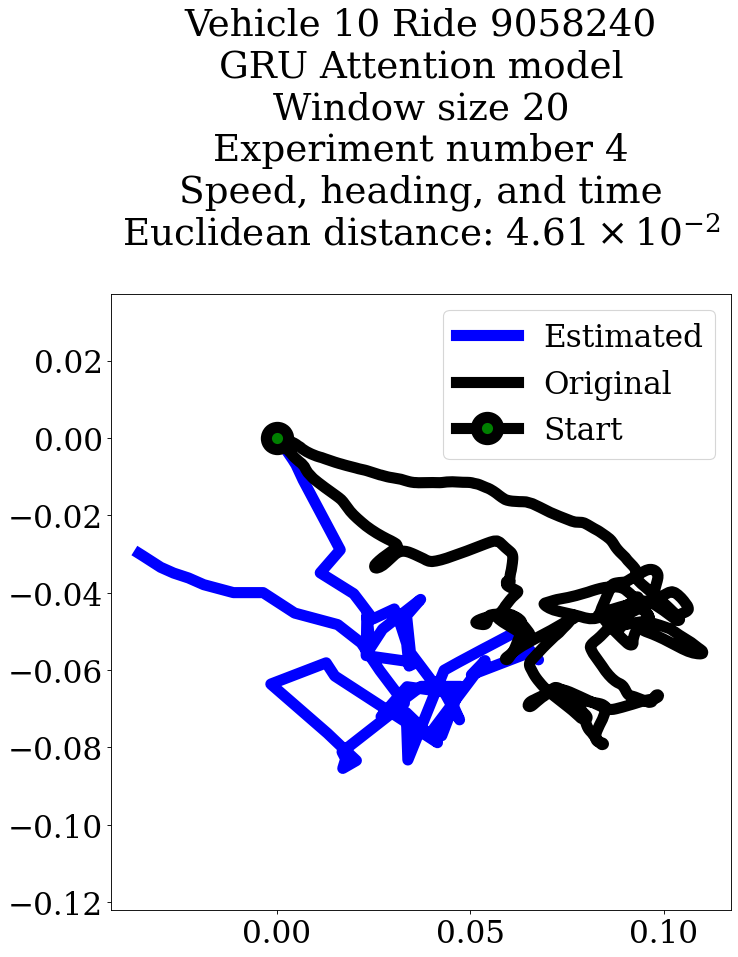 Vehicle 10 Ride 9058240
GRU Attention model
Window size 20
Experiment number 4
Speed, heading, and time
Euclidean distance: 4.61 × 10⁻²
Estimated
Original
Start
0.02
0.00
−0.02
−0.04
−0.06
−0.08
−0.10
−0.12
0.00 0.05 0.10